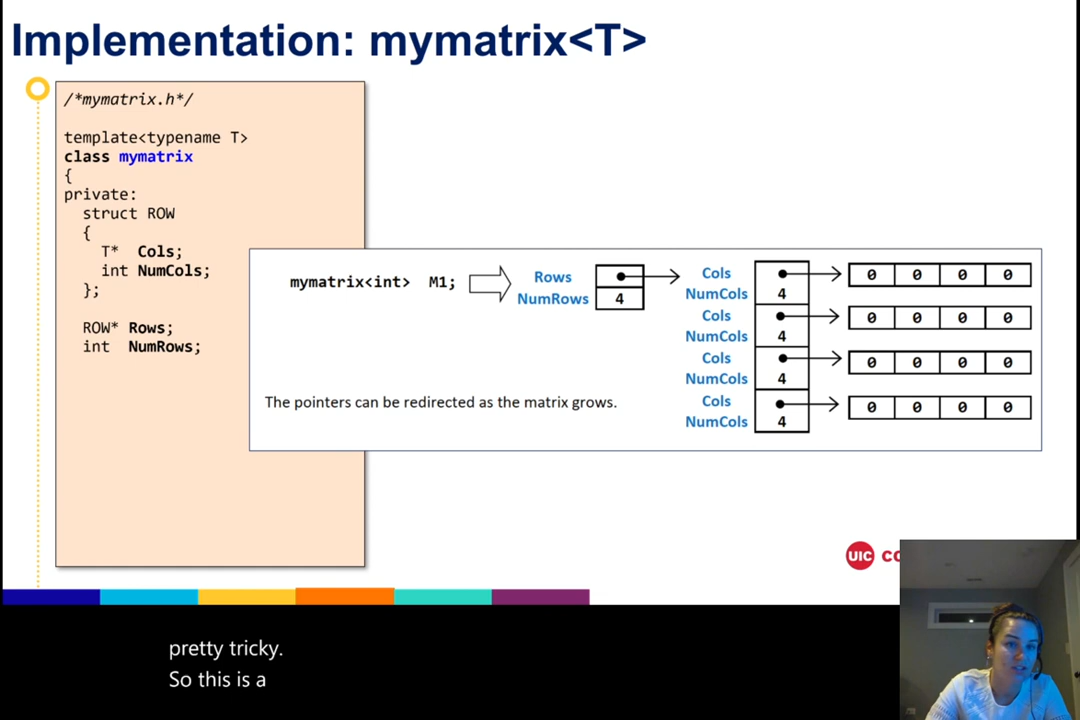 Implementation: mymatrix<T>
/*mymatrix.h*/
template<typename T>
class mymatrix
{
private:
struct ROW
{
T* Cols;
int NumCols;
};
ROW* Rows;
int NumRows;
mymatrix<int> M1;
Rows
NumRows
4
Cols
NumCols
4
Cols
NumCols
4
Cols
NumCols
4
Cols
NumCols
4
0 0 0 0
0 0 0 0
0 0 0 0
0 0 0 0
The pointers can be redirected as the matrix grows.
UIC
pretty tricky.
So this is a